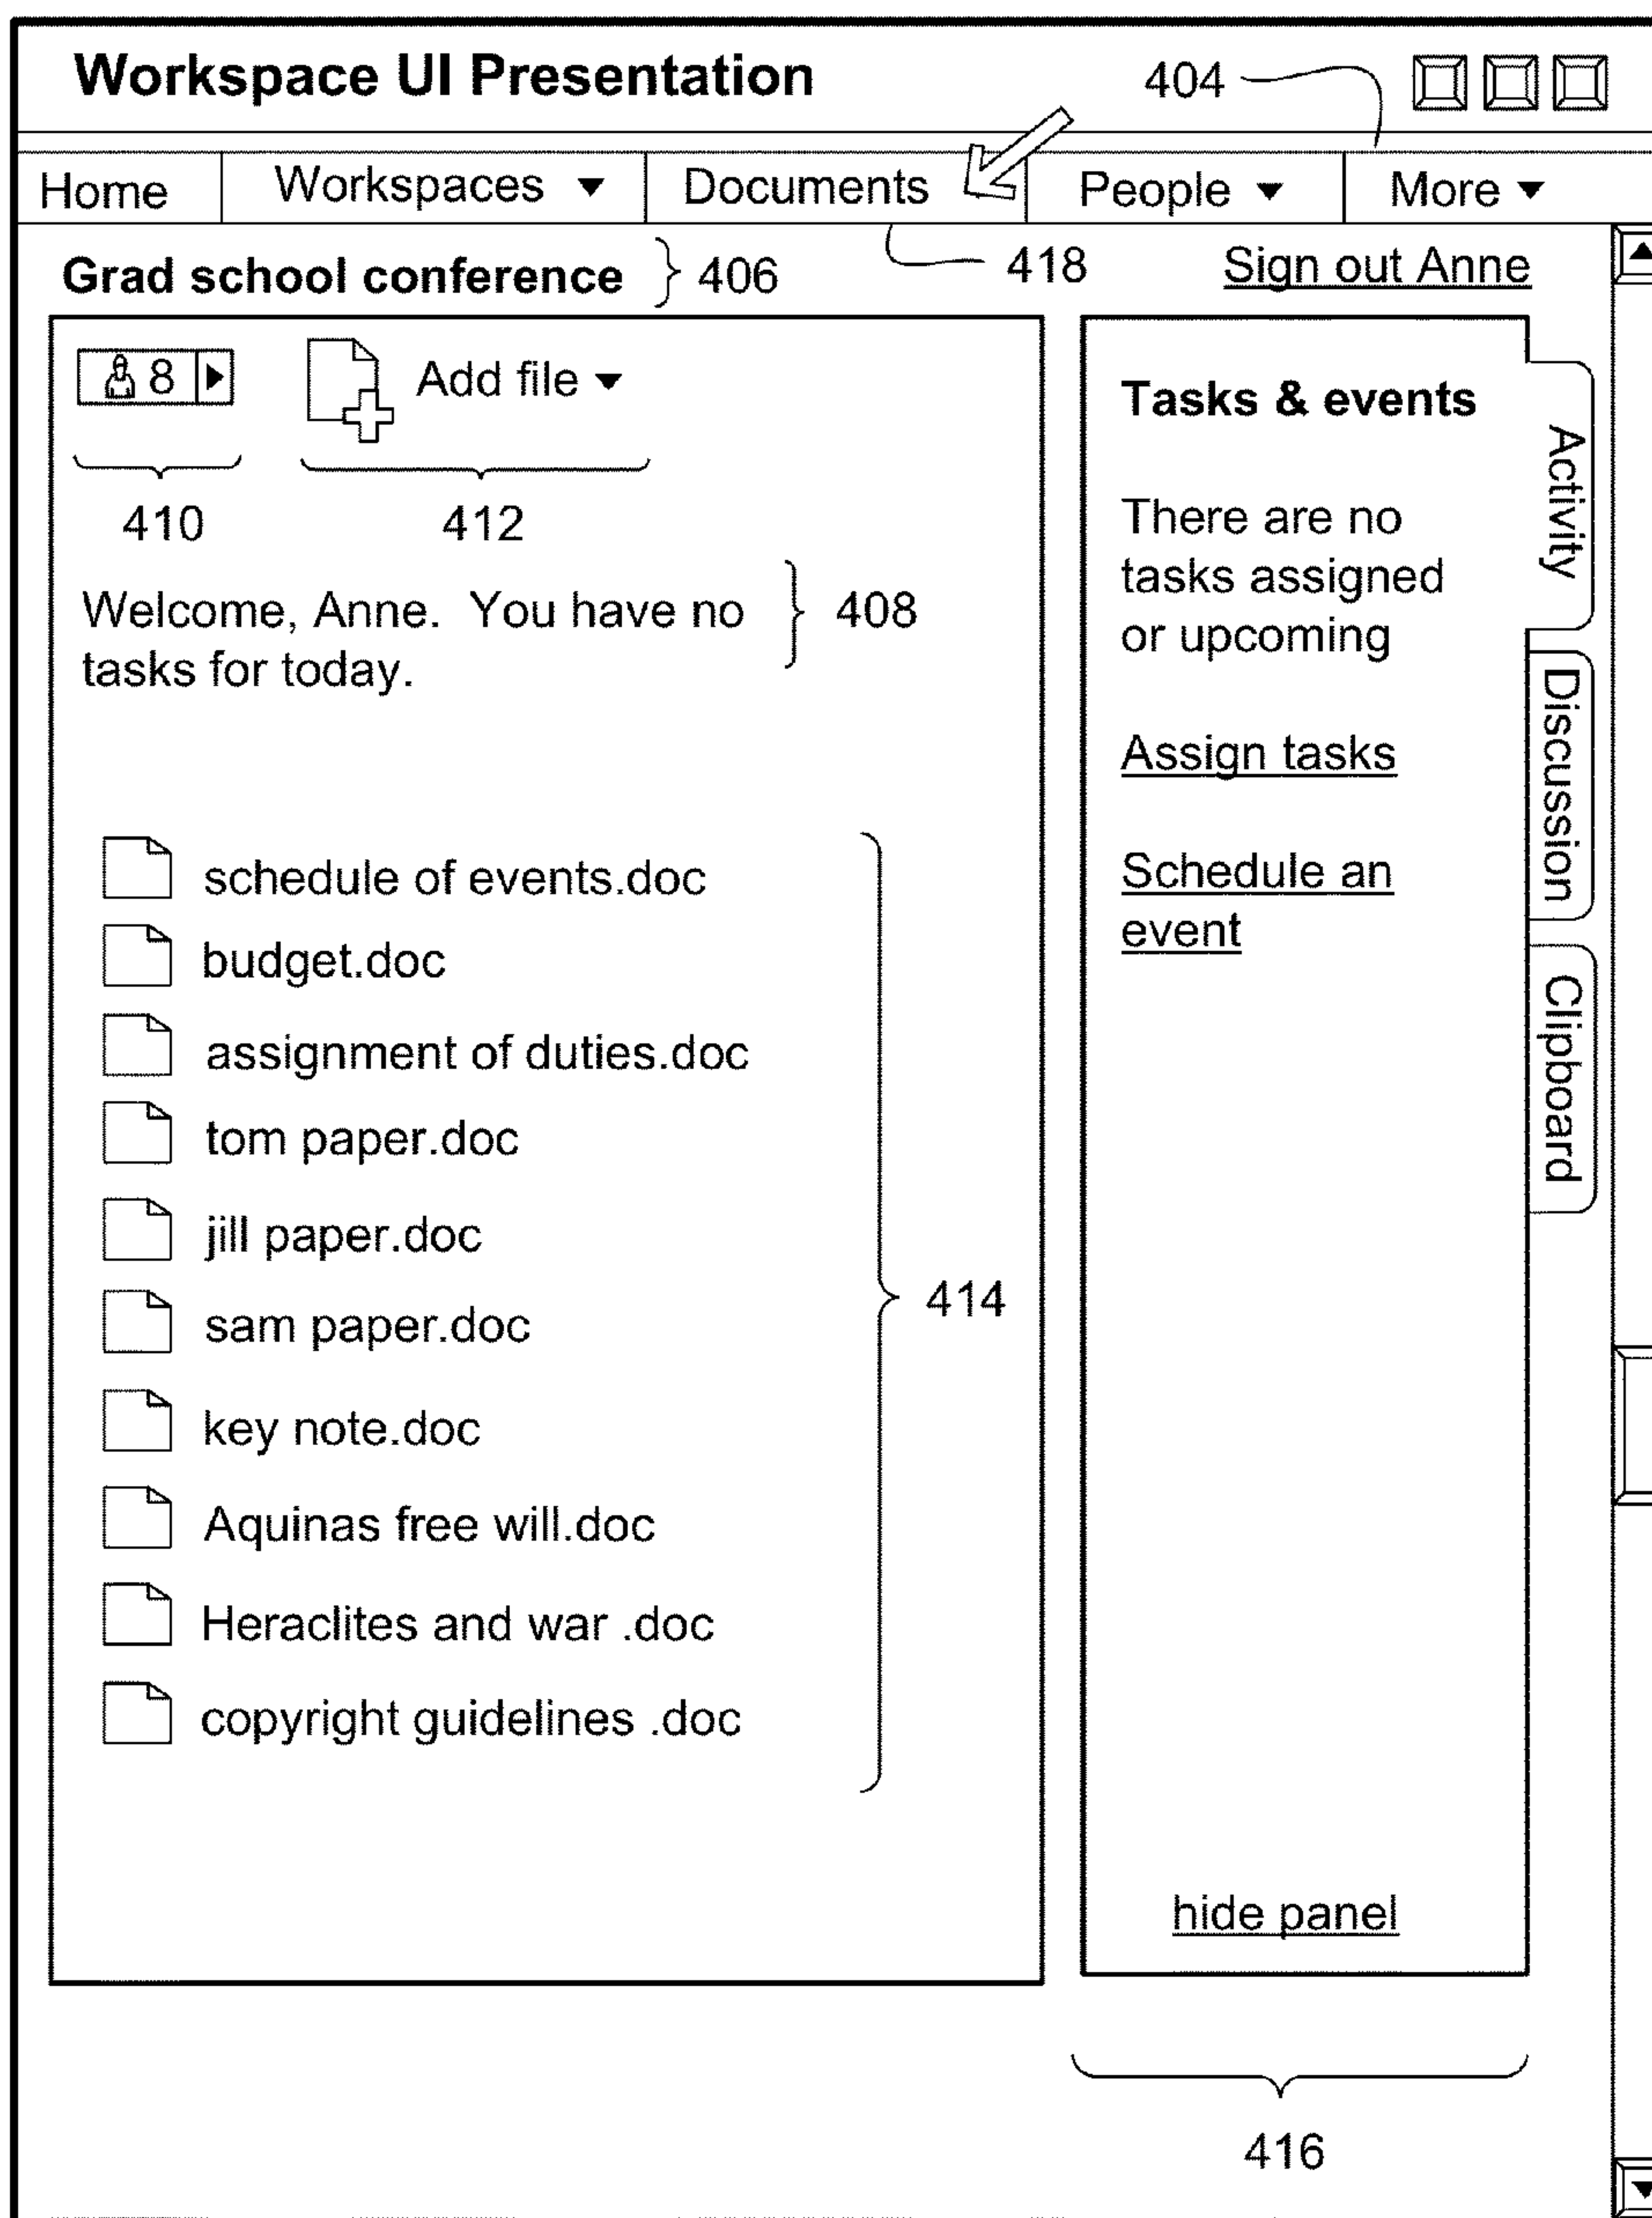 Workspace UI Presentation
404
Home Workspaces Documents People More
Grad school conference 406 418 Sign out Anne
8 Add file
410 412
Welcome, Anne. You have no
tasks for today.
408
schedule of events.doc
budget.doc
assignment of duties.doc
tom paper.doc
jill paper.doc
sam paper.doc
key note.doc
Aquinas free will.doc
Heraclites and war .doc
copyright guidelines .doc
414
Tasks & events
There are no
tasks assigned
or upcoming
Assign tasks
Schedule an
event
hide panel
Activity
Discussion
Clipboard
416